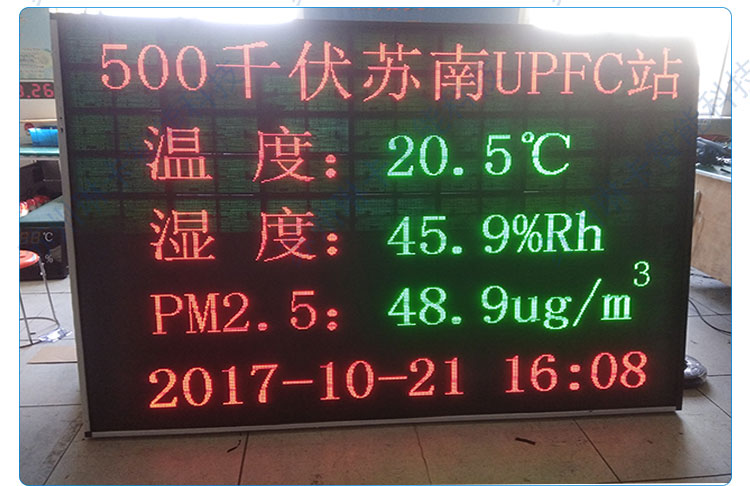 500千伏苏南UPFC站
温 度: 20.5℃
湿 度: 45.9%Rh
PM2.5: 48.9ug/m³
2017-10-21 16:08
.26
℃
%